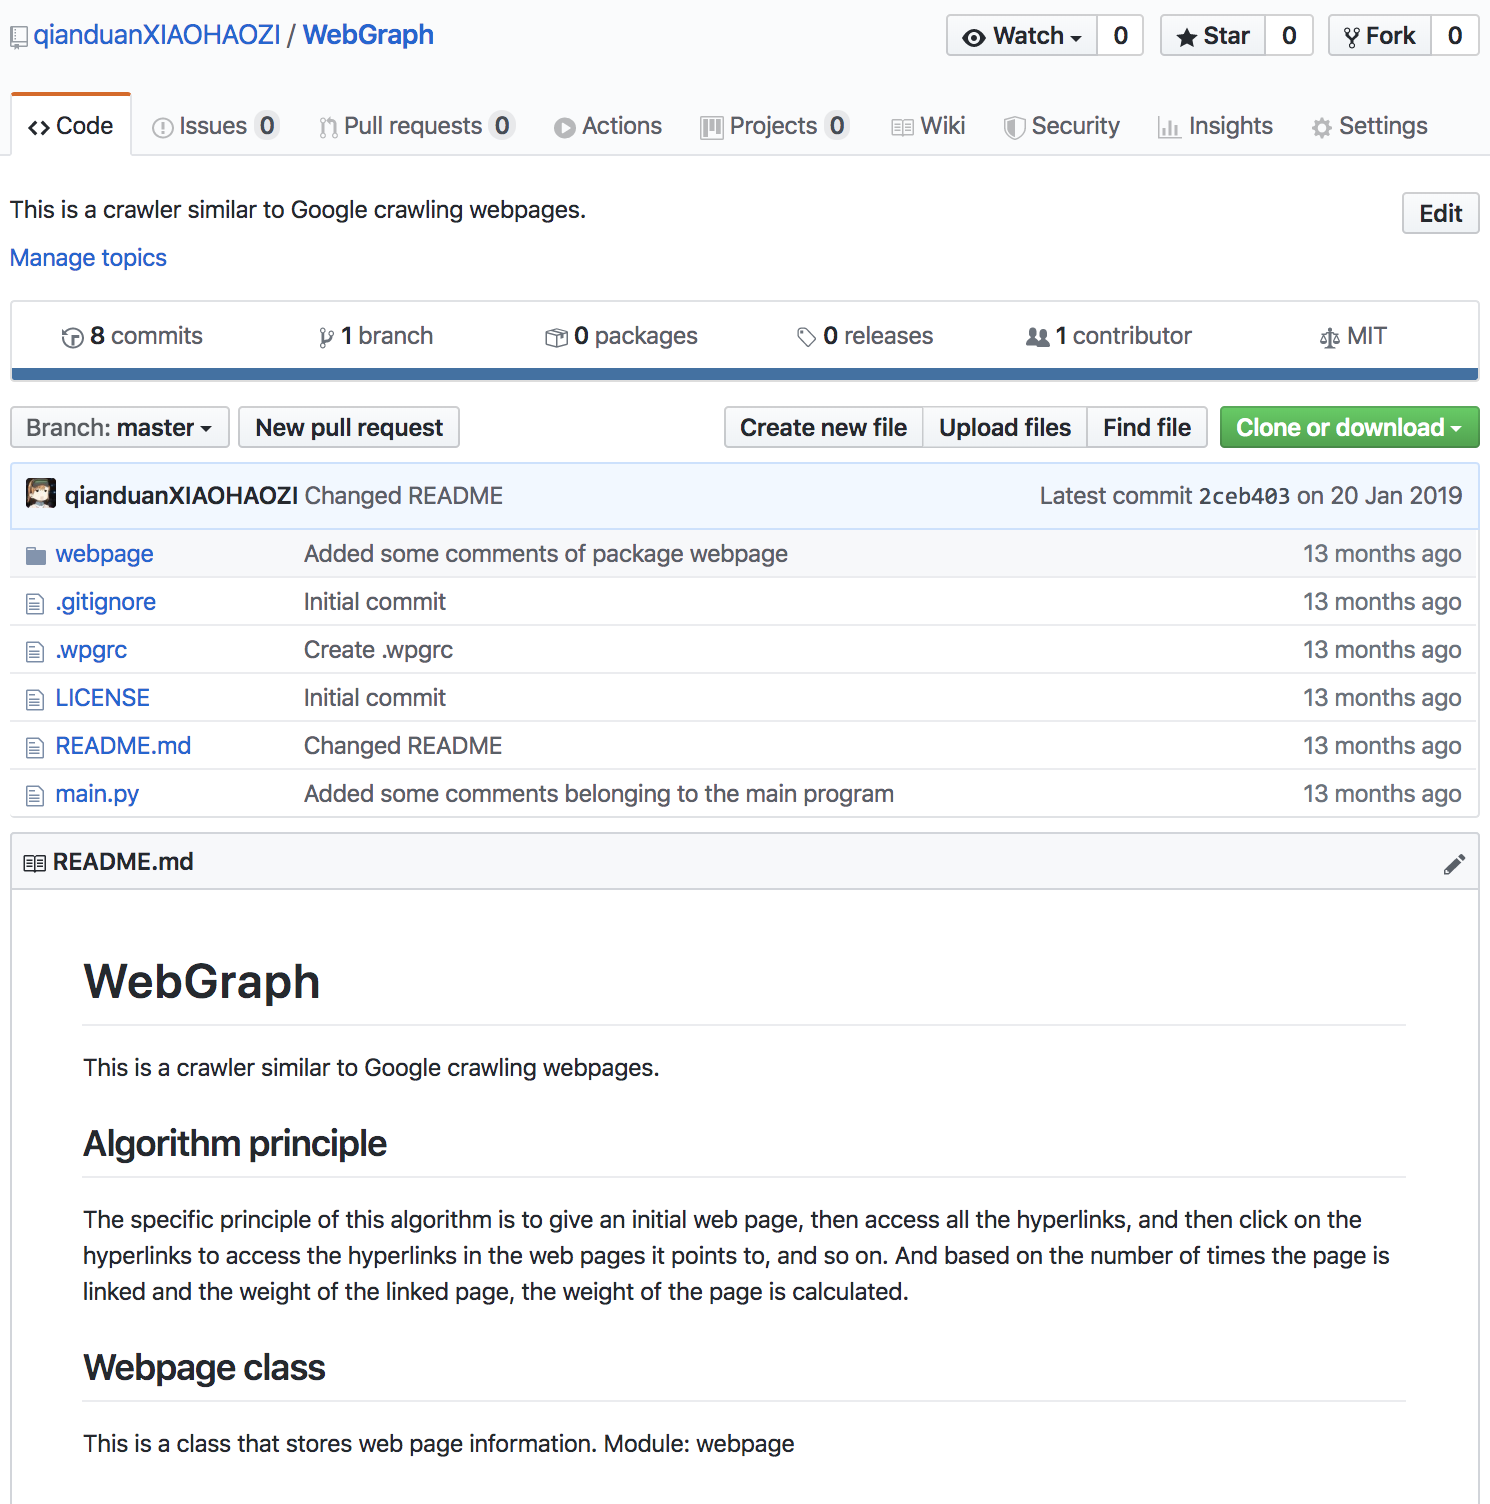 qianduanXIAOHAOZI / WebGraph
Watch 0 Star 0 Fork 0
Code Issues 0 Pull requests 0 Actions Projects 0 Wiki Security Insights Settings
This is a crawler similar to Google crawling webpages.
Edit
Manage topics
8 commits 1 branch 0 packages 0 releases 1 contributor MIT
Branch: master New pull request Create new file Upload files Find file Clone or download
qianduanXIAOHAOZI Changed README Latest commit 2ceb403 on 20 Jan 2019
webpage Added some comments of package webpage 13 months ago
.gitignore Initial commit 13 months ago
.wpgrc Create .wpgrc 13 months ago
LICENSE Initial commit 13 months ago
README.md Changed README 13 months ago
main.py Added some comments belonging to the main program 13 months ago
README.md
WebGraph
This is a crawler similar to Google crawling webpages.
Algorithm principle
The specific principle of this algorithm is to give an initial web page, then access all the hyperlinks, and then click on the
hyperlinks to access the hyperlinks in the web pages it points to, and so on. And based on the number of times the page is
linked and the weight of the linked page, the weight of the page is calculated.
Webpage class
This is a class that stores web page information. Module: webpage